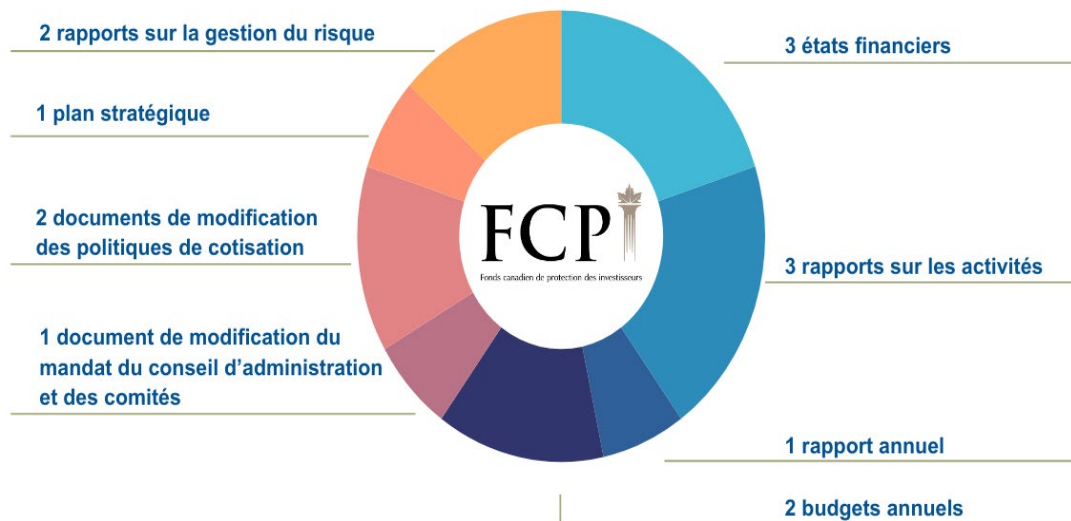 2 rapports sur la gestion du risque
3 états financiers
1 plan stratégique
2 documents de modification
des politiques de cotisation
FCPI
Fonds canadien de protection des investisseurs
3 rapports sur les activités
1 document de modification du
mandat du conseil d’administration
et des comités
1 rapport annuel
2 budgets annuels